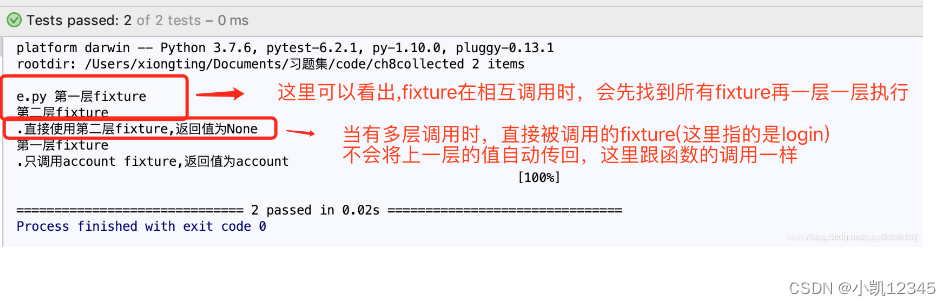 Tests passed: 2 of 2 tests – 0 ms
platform darwin -- Python 3.7.6, pytest-6.2.1, py-1.10.0, pluggy-0.13.1
rootdir: /Users/xiongting/Documents/习题集/code/ch8collected 2 items
e.py 第一层fixture
这里可以看出,fixture在相互调用时，会先找到所有fixture再一层一层执行
第二层fixture
.直接使用第二层fixture,返回值为None
当有多层调用时，直接被调用的fixture(这里指的是login)
第一层fixture
不会将上一层的值自动传回，这里跟函数的调用一样
.只调用account fixture,返回值为account
[100%]
============================= 2 passed in 0.02s ==============================
Process finished with exit code 0
CSDN @小凯12345